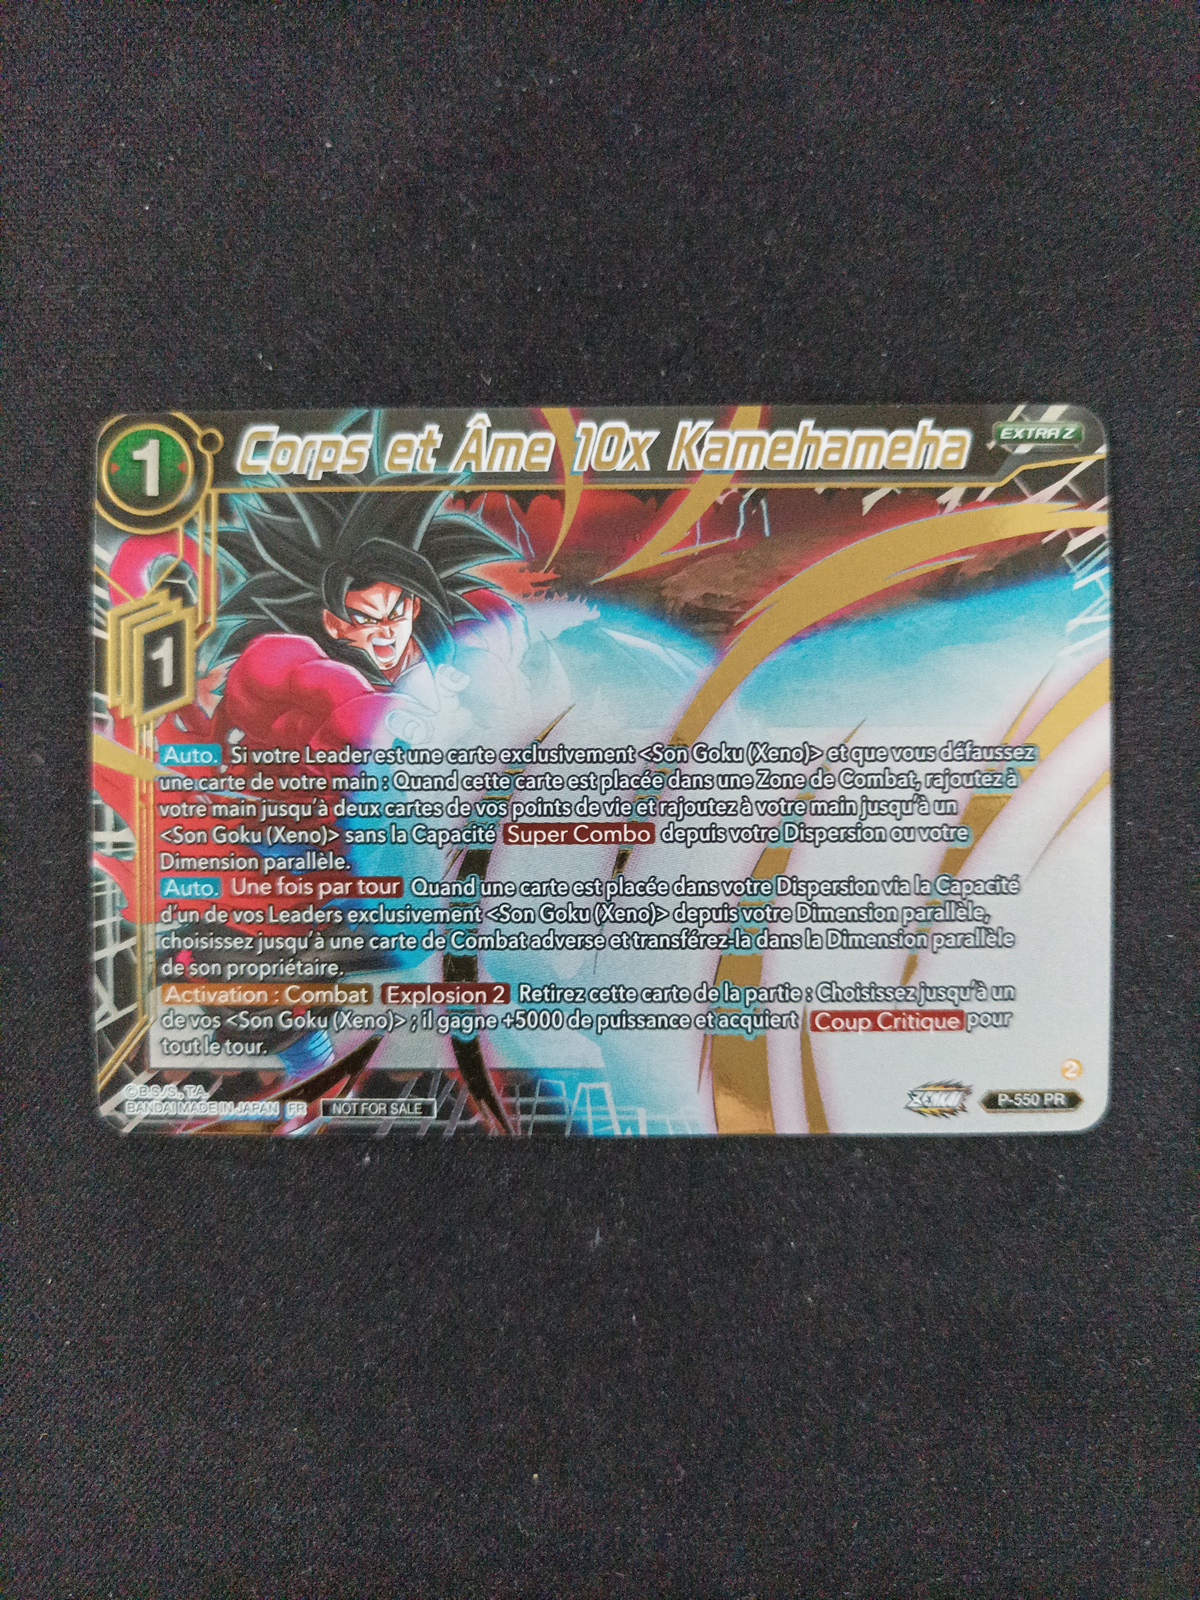 1
Corps et Âme 10x Kamehameha
EXTRA Z
1
Auto. Si votre Leader est une carte exclusivement <Son Goku (Xeno)> et que vous défaussez
une carte de votre main : Quand cette carte est placée dans une Zone de Combat, rajoutez à
votre main jusqu'à deux cartes de vos points de vie et rajoutez à votre main jusqu'à un
<Son Goku (Xeno)> sans la Capacité Super Combo depuis votre Dispersion ou votre
Dimension parallèle.
Auto. Une fois par tour Quand une carte est placée dans votre Dispersion via la Capacité
d'un de vos Leaders exclusivement <Son Goku (Xeno)> depuis votre Dimension parallèle,
choisissez jusqu'à une carte de Combat adverse et transférez-la dans la Dimension parallèle
de son propriétaire.
Activation : Combat Explosion 2 Retirez cette carte de la partie : Choisissez jusqu'à un
de vos <Son Goku (Xeno)> ; il gagne +5000 de puissance et acquiert Coup Critique pour
tout le tour.
2
©B.S./S., T.A.
BANDAI MADE IN JAPAN FR NOT FOR SALE
P-550 PR